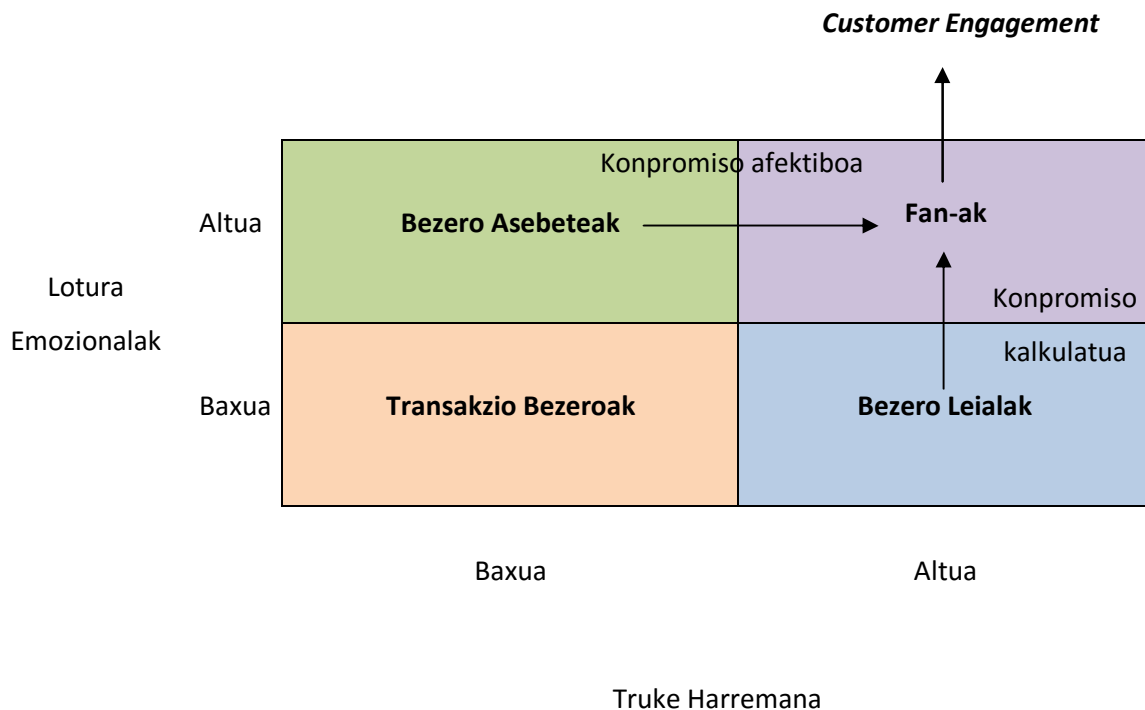 Customer Engagement
Konpromiso afektiboa
Altua
Bezero Asebeteak
Fan-ak
Lotura
Emozionalak
Konpromiso
kalkulatua
Baxua
Transakzio Bezeroak
Bezero Leialak
Baxua
Altua
Truke Harremana